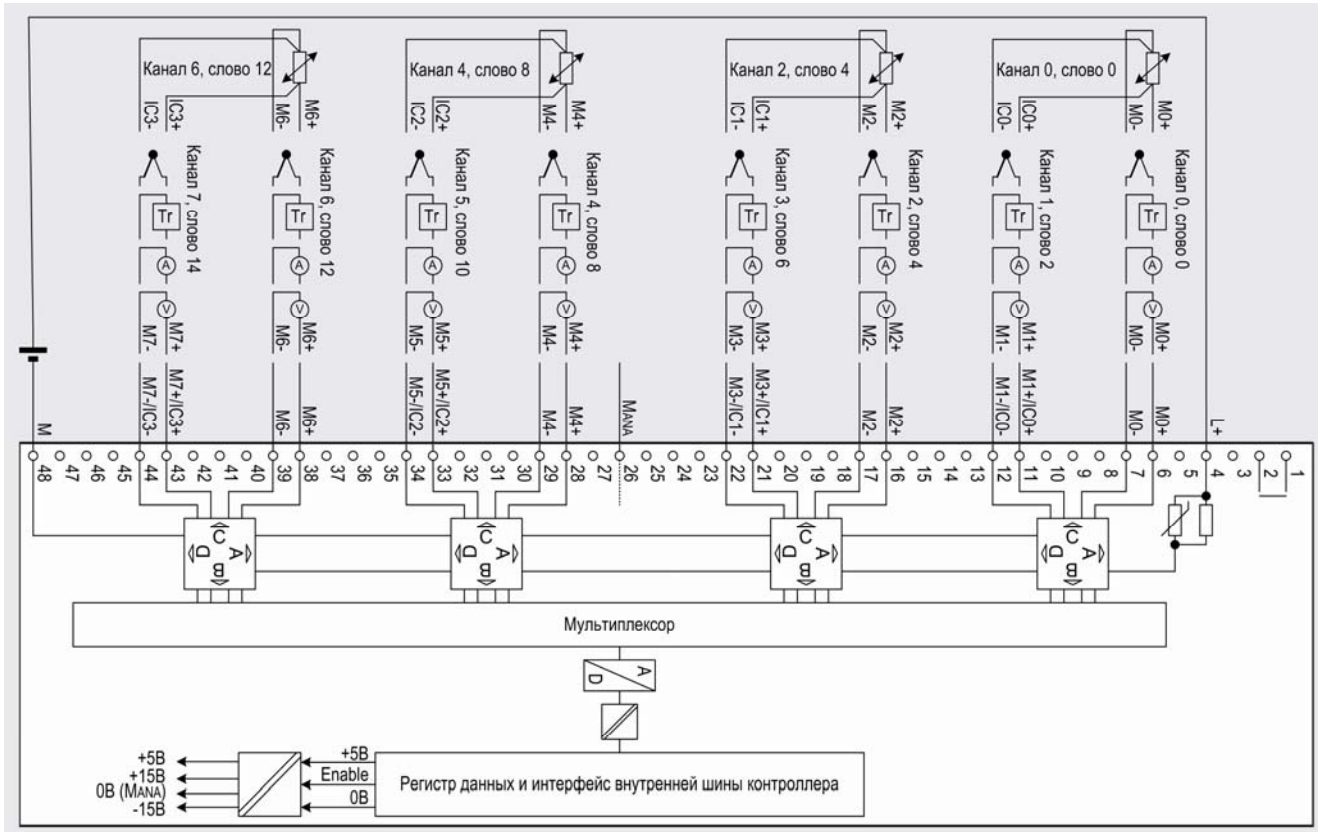 Канал 6, слово 12
Канал 4, слово 8
Канал 2, слово 4
Канал 0, слово 0
IC3-
IC3+
M6-
M6+
IC2-
IC2+
M4-
M4+
IC1-
IC1+
M2-
M2+
IC0-
IC0+
M0-
M0+
Канал 7, слово 14
Канал 6, слово 12
Канал 5, слово 10
Канал 4, слово 8
Канал 3, слово 6
Канал 2, слово 4
Канал 1, слово 2
Канал 0, слово 0
Tr
Tr
Tr
Tr
Tr
Tr
Tr
Tr
A
A
A
A
A
A
A
A
V
V
V
V
V
V
V
V
M7-
M7+
M6-
M6+
M5-
M5+
M4-
M4+
M3-
M3+
M2-
M2+
M1-
M1+
M0-
M0+
M
M7-/IC3-
M7+/IC3+
M6-
M6+
M5-/IC2-
M5+/IC2+
M4-
M4+
MANA
M3-/IC1-
M3+/IC1+
M2-
M2+
M1-/IC0-
M1+/IC0+
M0-
M0+
L+
48
47
46
45
44
43
42
41
40
39
38
37
36
35
34
33
32
31
30
29
28
27
26
25
24
23
22
21
20
19
18
17
16
15
14
13
12
11
10
9
8
7
6
5
4
3
2
1
C
D
A
B
C
D
A
B
C
D
A
B
C
D
A
B
Мультиплексор
A
D
+5В
+15В
0В (MANA)
-15В
+5В
Enable
0В
Регистр данных и интерфейс внутренней шины контроллера